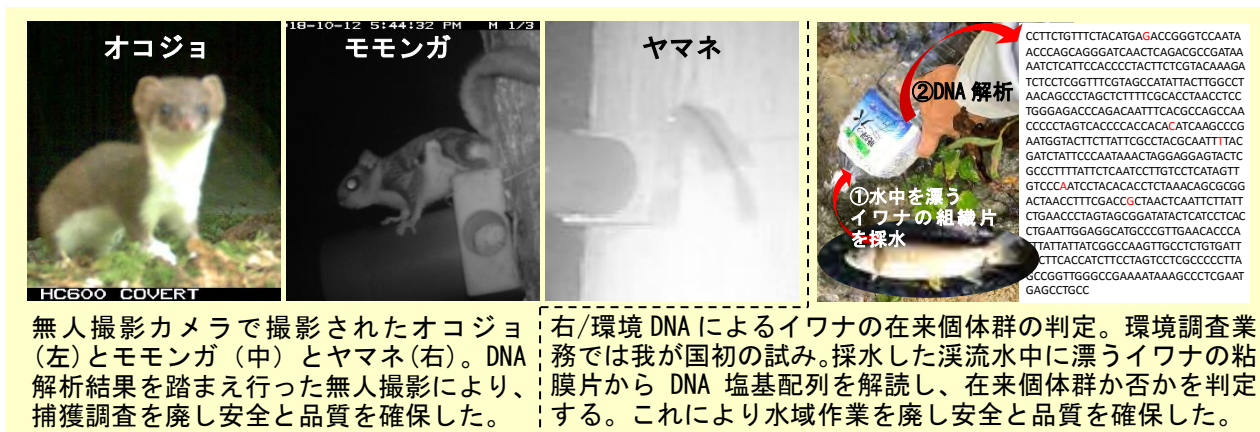 オコジョ
HC600 COVERT
18-10-12 5:44:32 PM M 1/3
モモンガ
ヤマネ
②DNA 解析
①水中を漂う
イワナの組織片
を採水
CCTTCTGTTTCTACATGAGACCGGGTCCAATA
ACCCAGCAGGGATCAACTCAGACGCCGATAA
AATCTCATTCCACCCCTACTTCTCGTACAAAGA
TCTCCTCGGTTTCGTAGCCATATTACTTGGCCT
AACAGCCCTAGCTCTTTTCGCACCTAACCTCC
TGGGAGACCCAGACAATTTCACGCCAGCCAA
CCCCCTAGTCACCCCACCACACATCAAGCCCG
AATGGTACTTCTTATTCGCCTACGCAATTTTAC
GATCTATTCCCAATAAACTAGGAGGAGTACTC
GCCCTTTTATTCTCAATCCTTGTCCTCATAGTT
GTCCCAATCCTACACACCTCTAAACAGCGCGG
ACTAACCTTTCGACCGCTAACTCAATTCTTATT
CTGAACCCTAGTAGCGGATATACTCATCCTCAC
CTGAATTGGAGGCATGCCCGTTGAACACCCA
TTATTATTATCGGCCAAGTTGCCTCTGTGATT
CTTCACCATCTTCCTAGTCCTCGCCCCCTTA
GCCGGTTGGGCCGAAAATAAAGCCCTCGAAT
GAGCCTGCC
無人撮影カメラで撮影されたオコジョ
(左)とモモンガ（中）とヤマネ(右)。DNA
解析結果を踏まえ行った無人撮影により、
捕獲調査を廃し安全と品質を確保した。
右/環境 DNA によるイワナの在来個体群の判定。環境調査業
務では我が国初の試み。採水した渓流水中に漂うイワナの粘
膜片から DNA 塩基配列を解読し、在来個体群か否かを判定
する。これにより水域作業を廃し安全と品質を確保した。